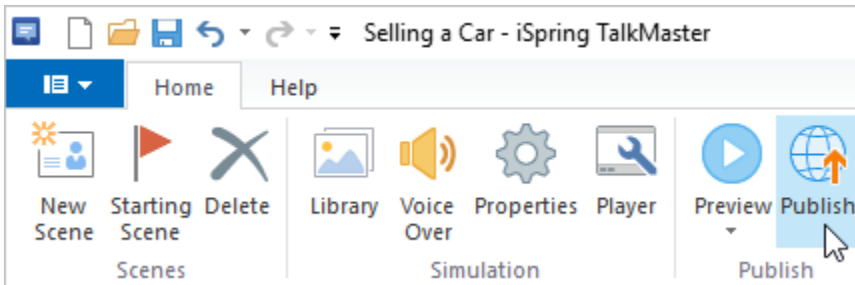 Selling a Car - iSpring TalkMaster
Home Help
New Scene
Starting Scene
Delete
Library
Voice Over
Properties
Player
Preview
Publish
Scenes
Simulation
Publish